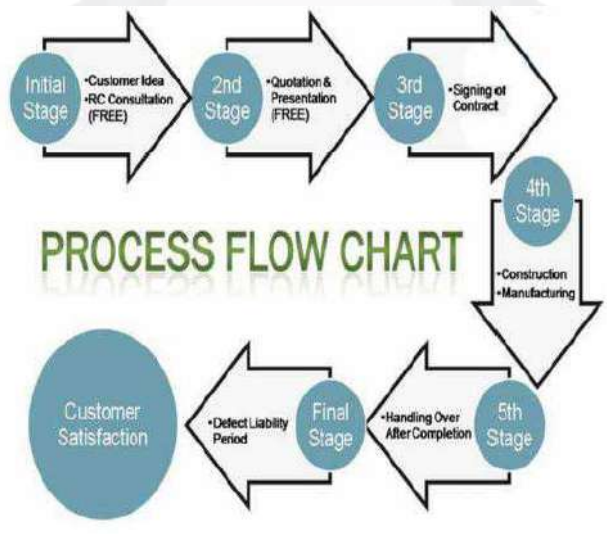 Initial
Stage
•Customer Idea
•RC Consultation
(FREE)
2nd
Stage
•Quotation &
Presentation
(FREE)
3rd
Stage
•Signing of
Contract
4th
Stage
PROCESS FLOW CHART
•Construction
•Manufacturing
5th
Stage
•Handling Over
After Completion
Final
Stage
•Defect Liability
Period
Customer
Satisfaction